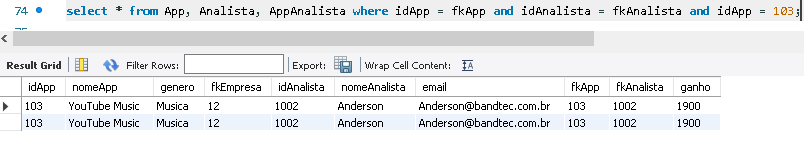 74 select * from App, Analista, AppAnalista where idApp = fkApp and idAnalista = fkAnalista and idApp = 103;
Result Grid Filter Rows: Export: Wrap Cell Content:
idApp nomeApp genero fkEmpresa idAnalista nomeAnalista email fkApp fkAnalista ganho
103 YouTube Music Musica 12 1002 Anderson Anderson@bandtec.com.br 103 1002 1900
103 YouTube Music Musica 12 1002 Anderson Anderson@bandtec.com.br 103 1002 1900